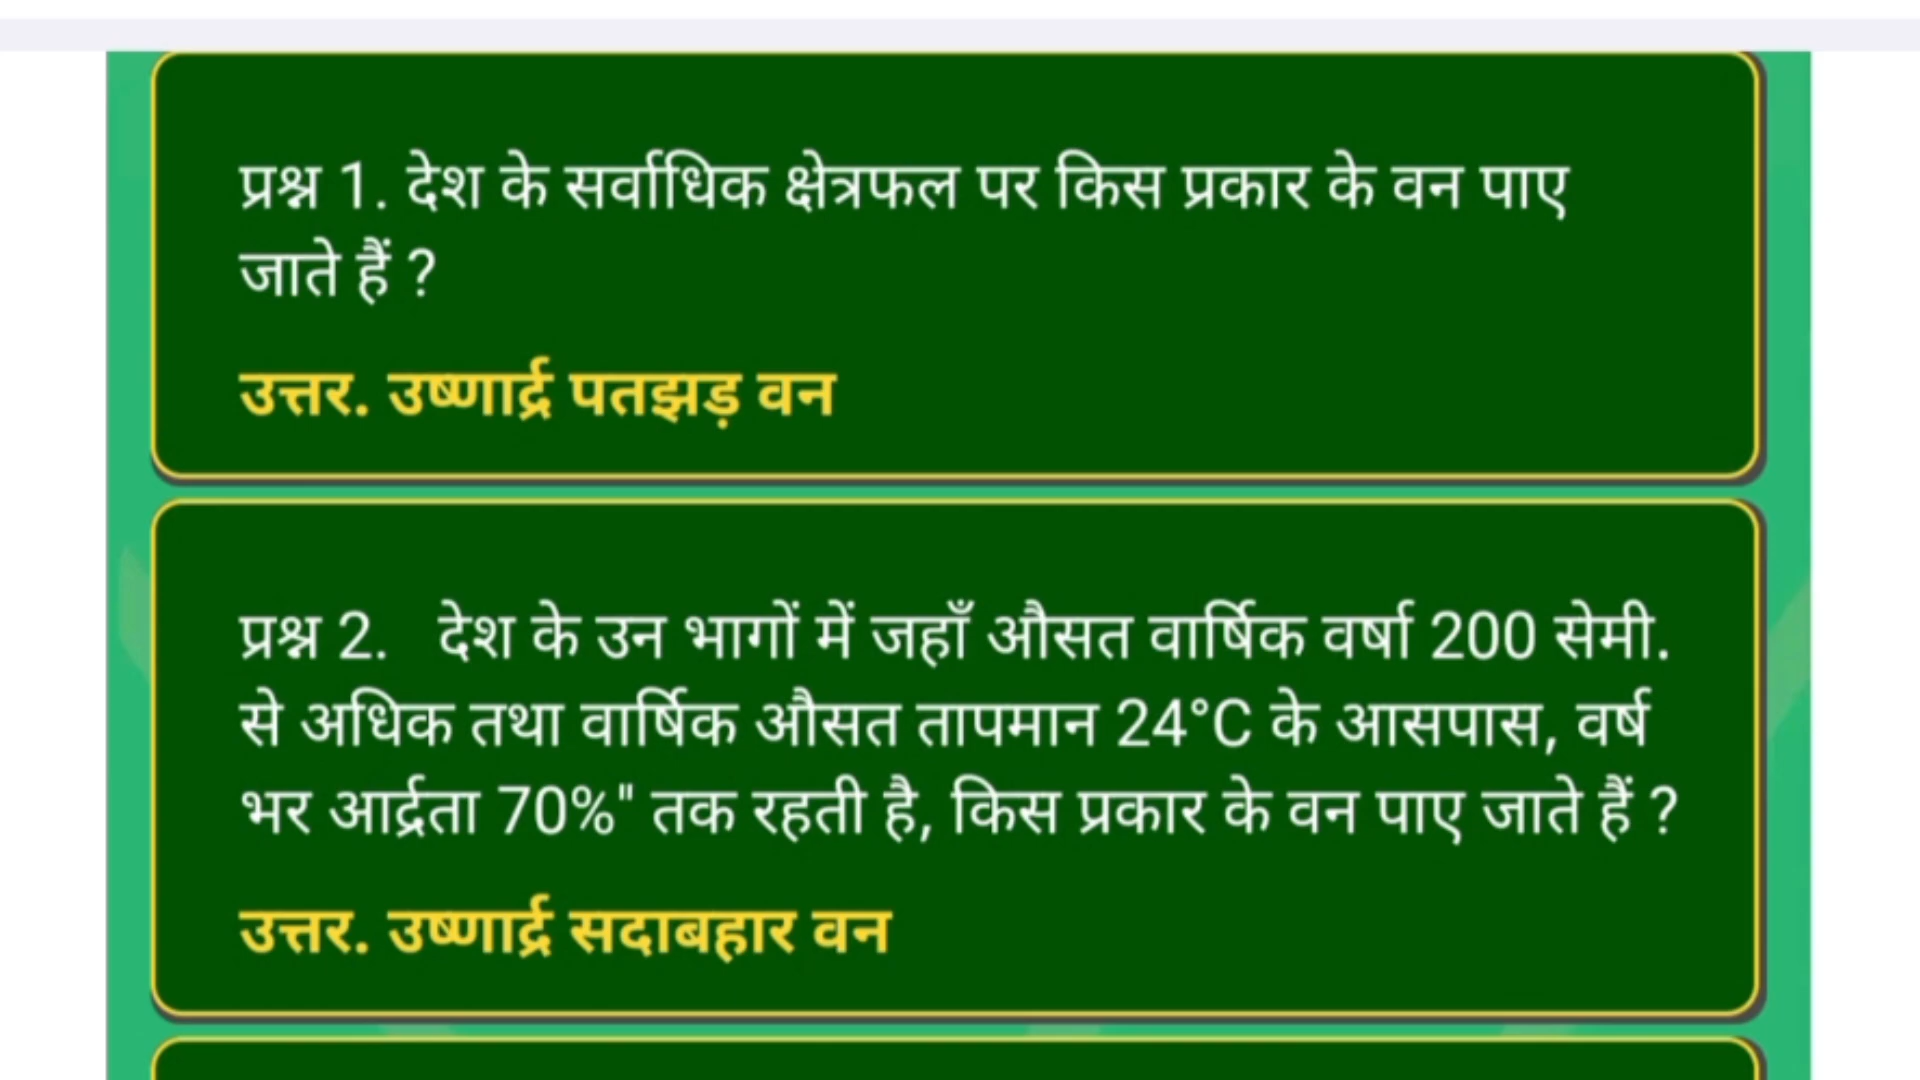 प्रश्न 1. देश के सर्वाधिक क्षेत्रफल पर किस प्रकार के वन पाए
जाते हैं ?
उत्तर. उष्णार्द्र पतझड़ वन
प्रश्न 2. देश के उन भागों में जहाँ औसत वार्षिक वर्षा 200 सेमी.
से अधिक तथा वार्षिक औसत तापमान 24°C के आसपास, वर्ष
भर आर्द्रता 70%" तक रहती है, किस प्रकार के वन पाए जाते हैं ?
उत्तर. उष्णार्द्र सदाबहार वन